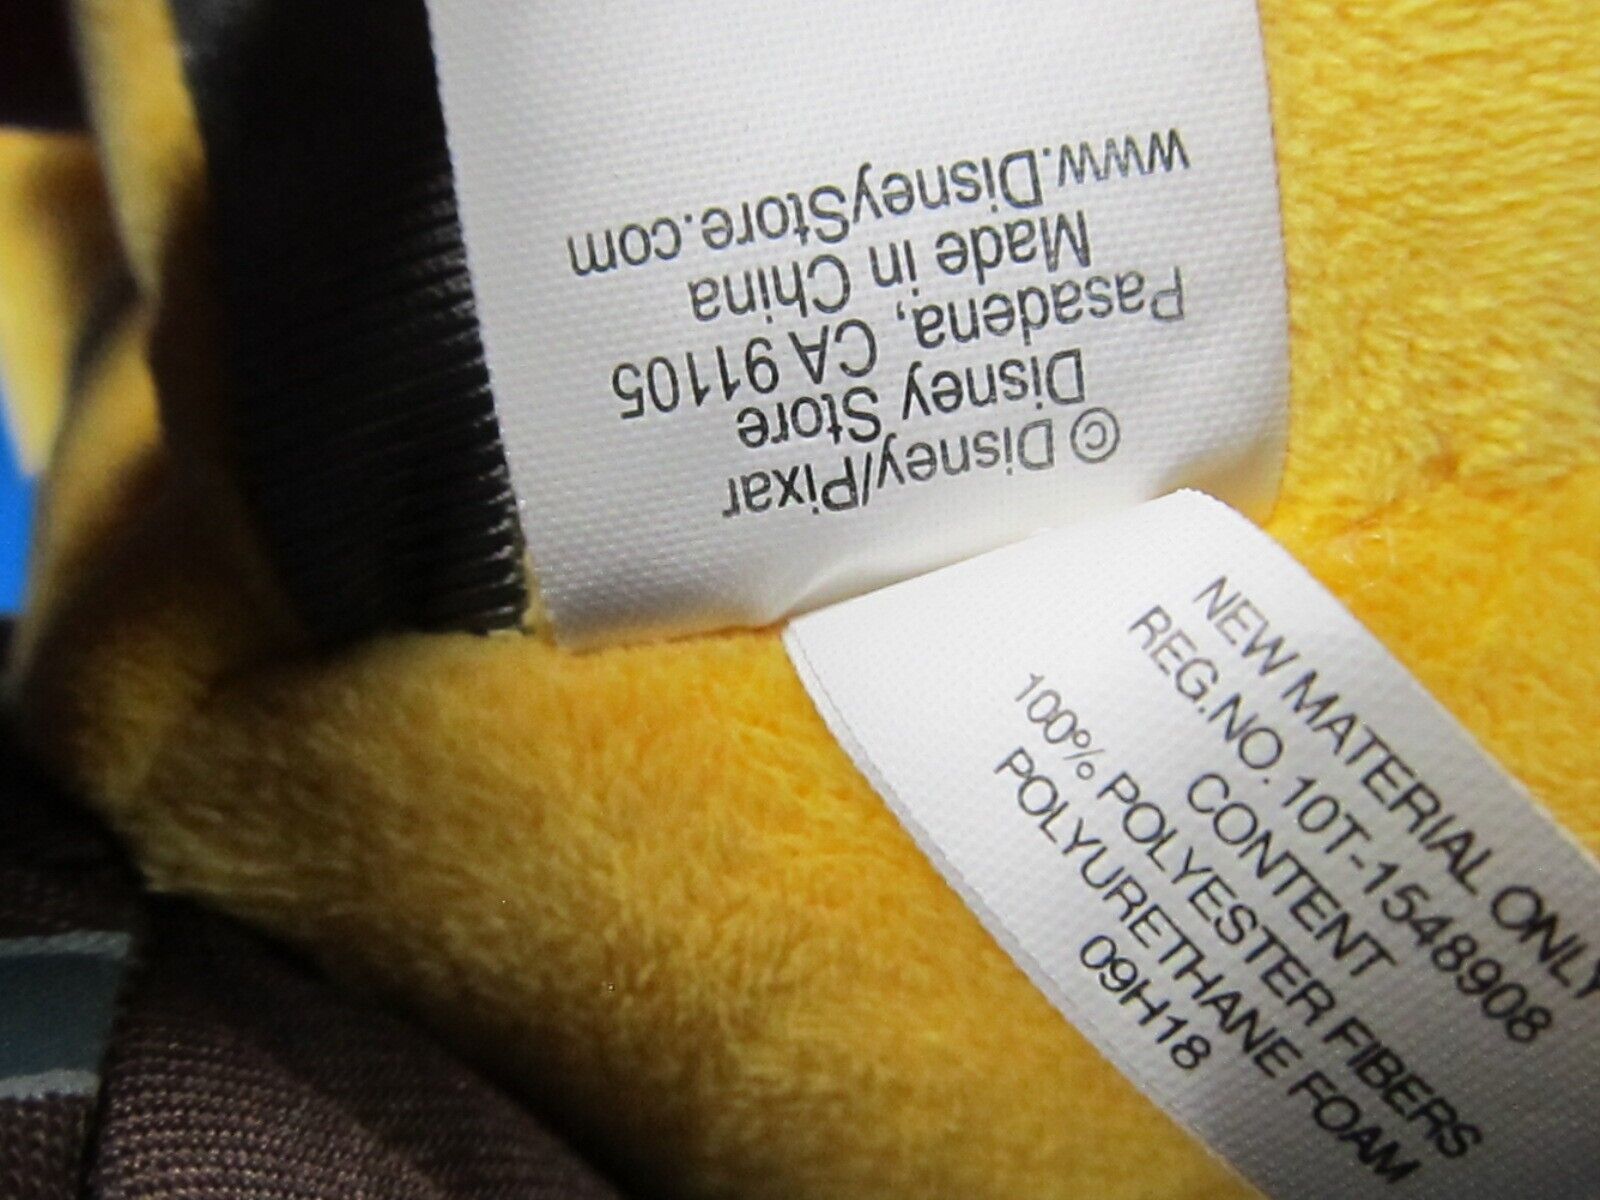 © Disney/Pixar
Disney Store
Pasadena, CA 91105
Made in China
www.DisneyStore.com
NEW MATERIAL ONLY
REG.NO. 10T-1548908
CONTENT
100% POLYESTER FIBERS
POLYURETHANE FOAM
09H18